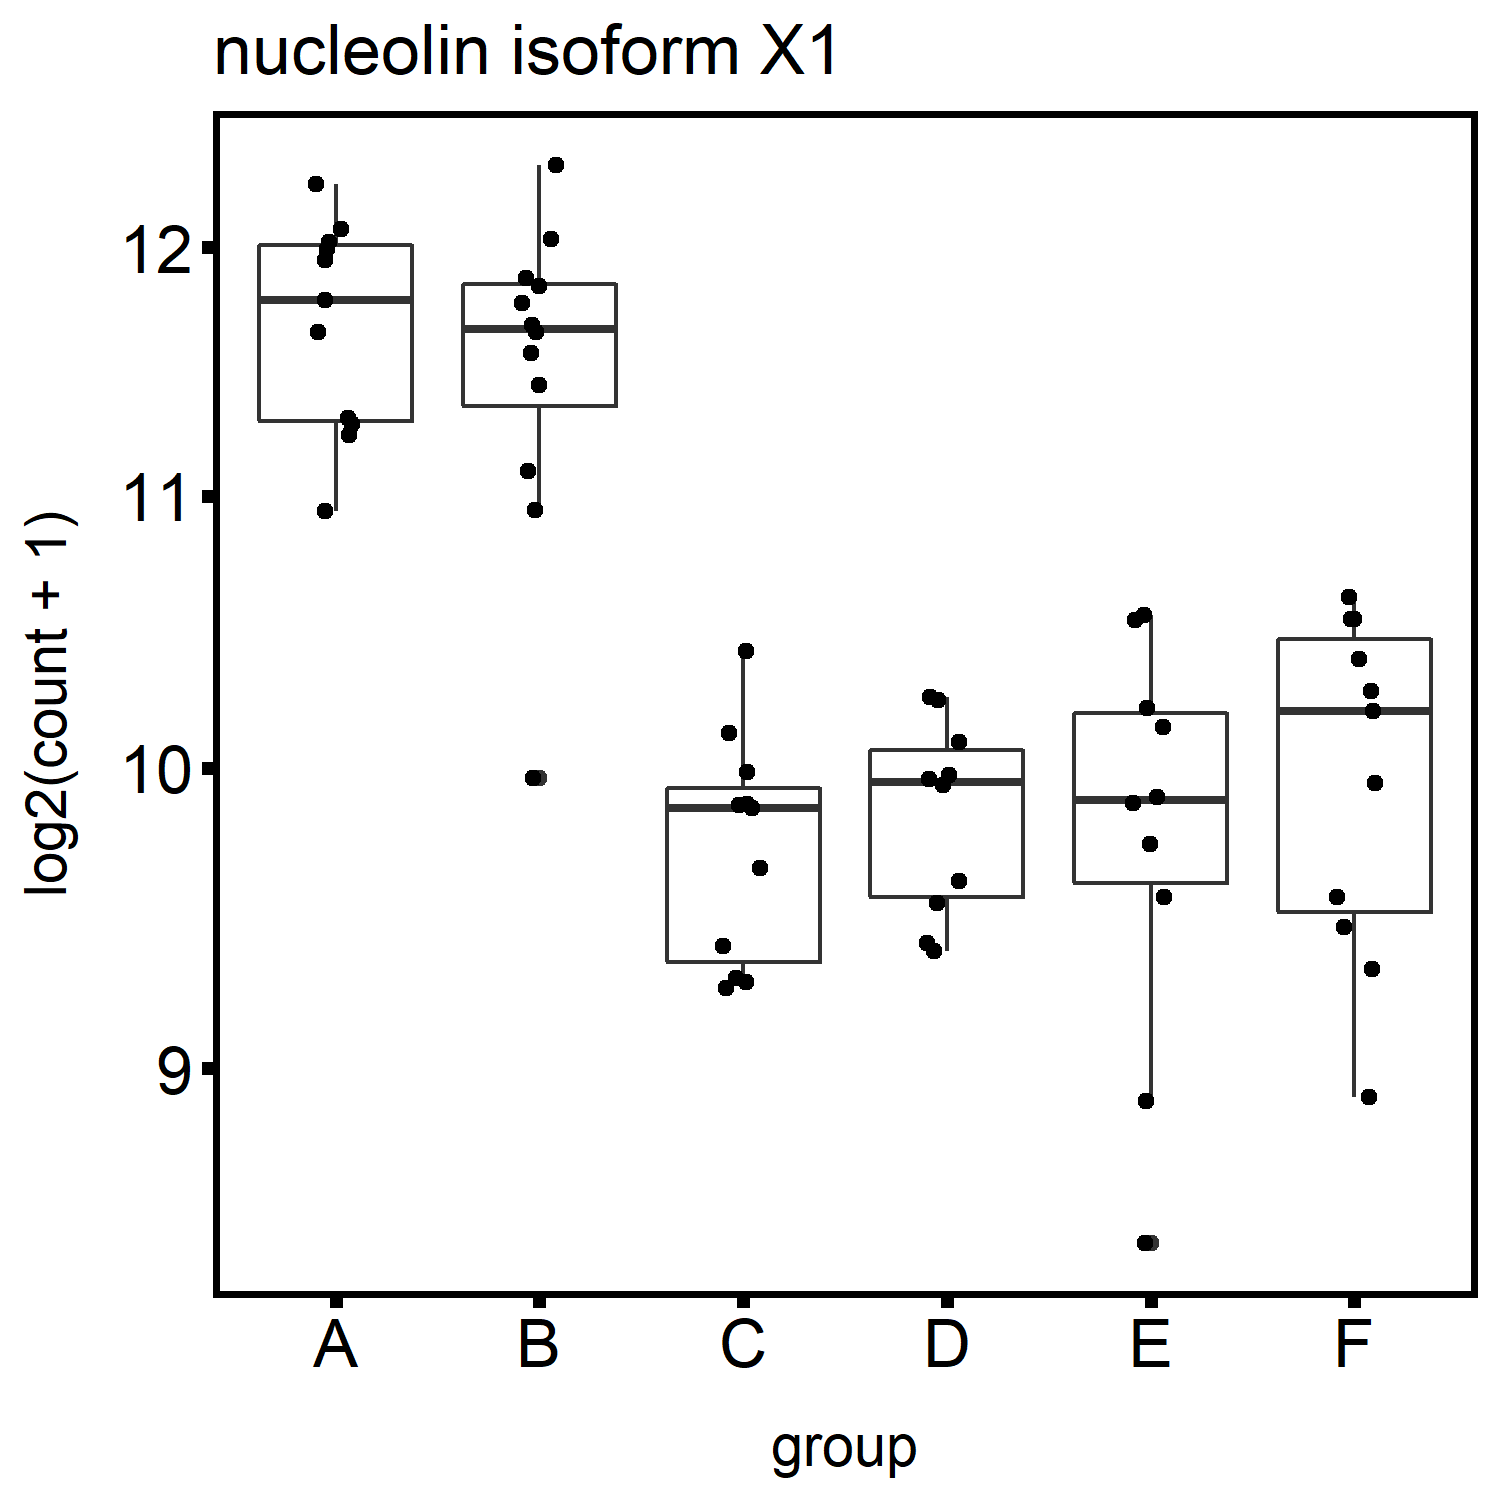 nucleolin isoform X1
log2(count + 1)
12
11
10
9
A B C D E F
group